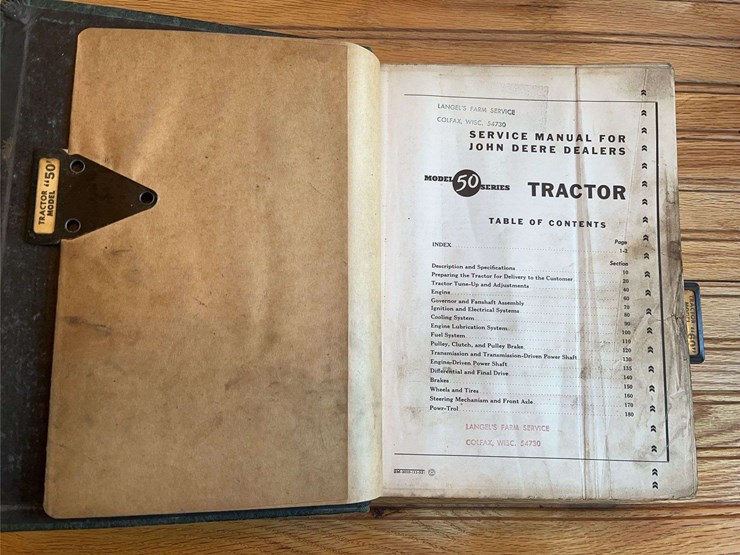 TRACTOR "50"
MODEL
LANGEL'S FARM SERVICE
COLFAX, WISC. 54730
SERVICE MANUAL FOR
JOHN DEERE DEALERS
MODEL 50 SERIES TRACTOR
TABLE OF CONTENTS
Page
INDEX 1-2
Section
Description and Specifications 10
Preparing the Tractor for Delivery to the Customer 20
Tractor Tune-Up and Adjustments 40
Engine 60
Governor and Fanshaft Assembly 70
Ignition and Electrical Systems 80
Cooling System 90
Engine Lubrication System 100
Fuel System 110
Pulley, Clutch, and Pulley Brake 120
Transmission and Transmission-Driven Power Shaft 130
Engine-Driven Power Shaft 135
Differential and Final Drive 140
Brakes 150
Wheels and Tires 160
Steering Mechanism and Front Axle 170
Powr-Trol 180
LANGEL'S FARM SERVICE
COLFAX, WISC. 54730